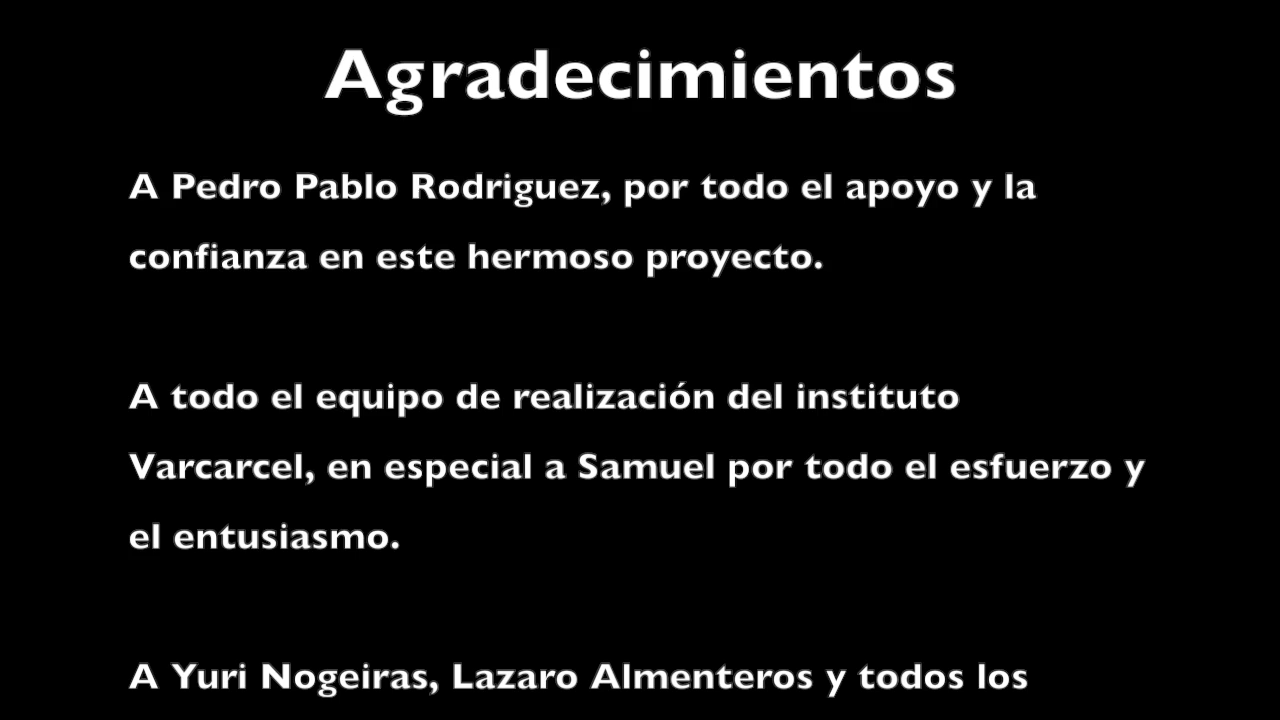 Agradecimientos
A Pedro Pablo Rodriguez, por todo el apoyo y la
confianza en este hermoso proyecto.
A todo el equipo de realización del instituto
Varcarcel, en especial a Samuel por todo el esfuerzo y
el entusiasmo.
A Yuri Nogeiras, Lazaro Almenteros y todos los